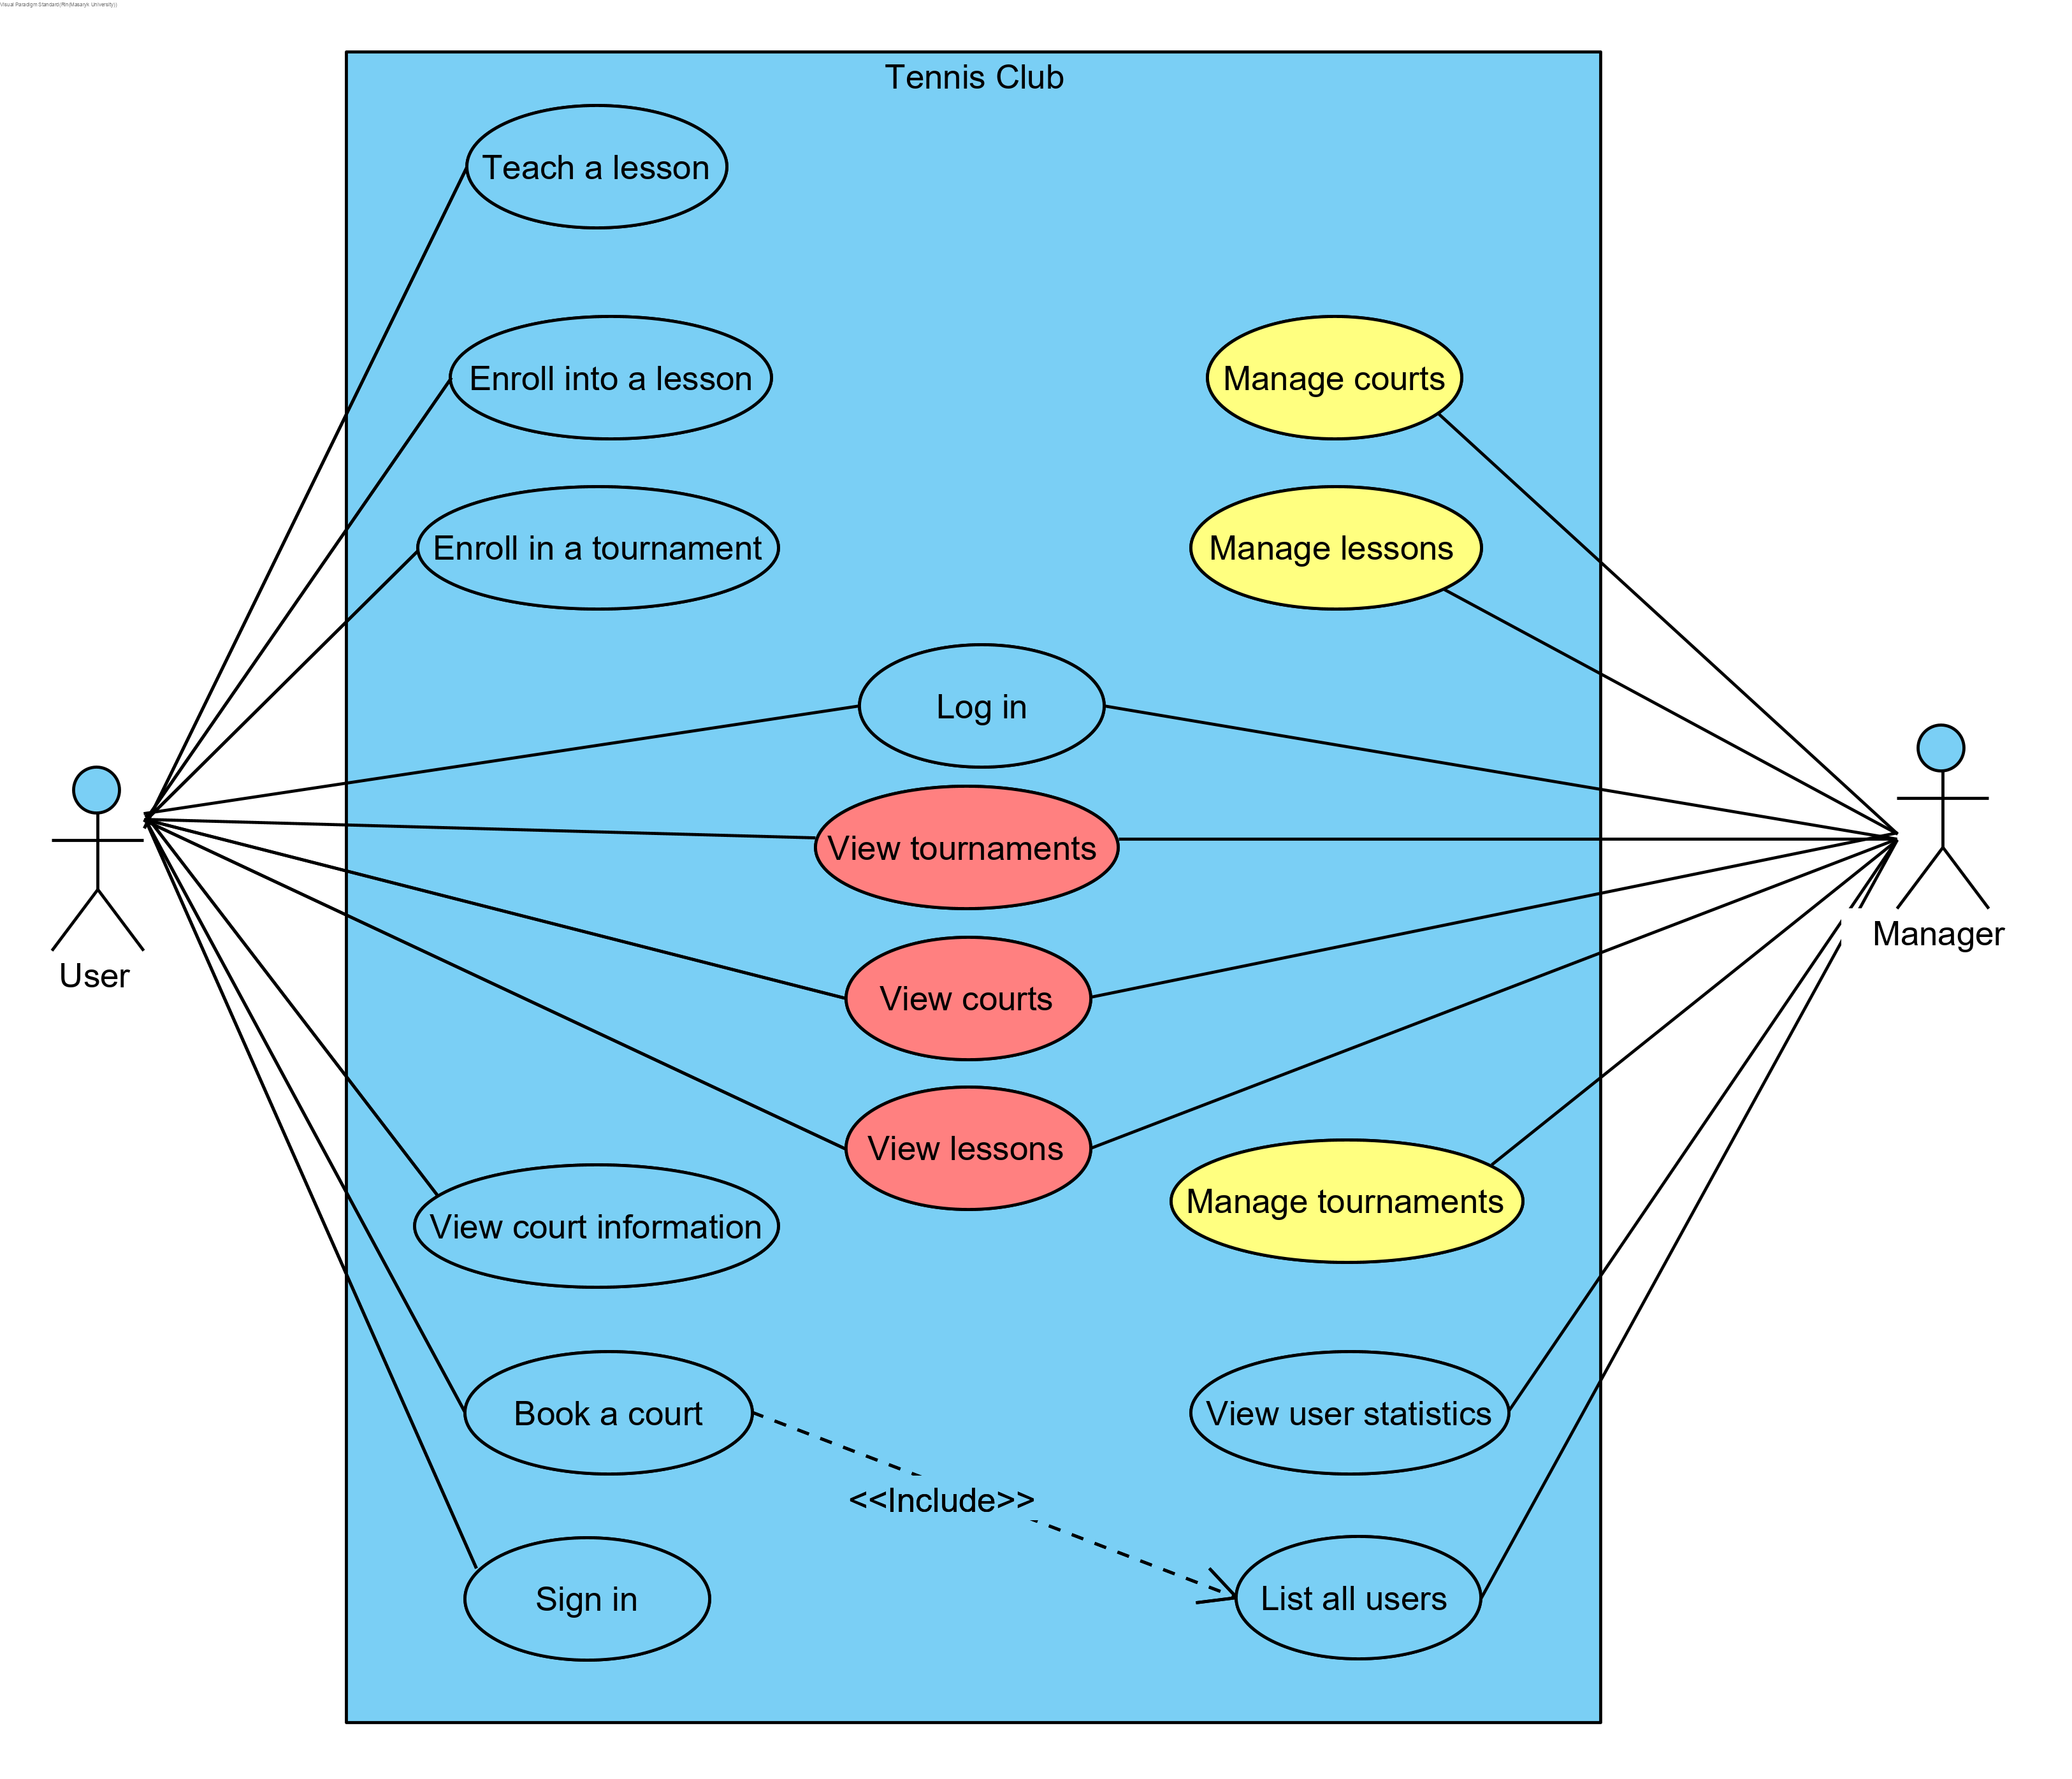 Visual Paradigm Standard(Rin(Masaryk University))
Tennis Club
Teach a lesson
Enroll into a lesson
Manage courts
Enroll in a tournament
Manage lessons
Log in
View tournaments
User
Manager
View courts
View lessons
Manage tournaments
View court information
Book a court
View user statistics
<<Include>>
Sign in
List all users